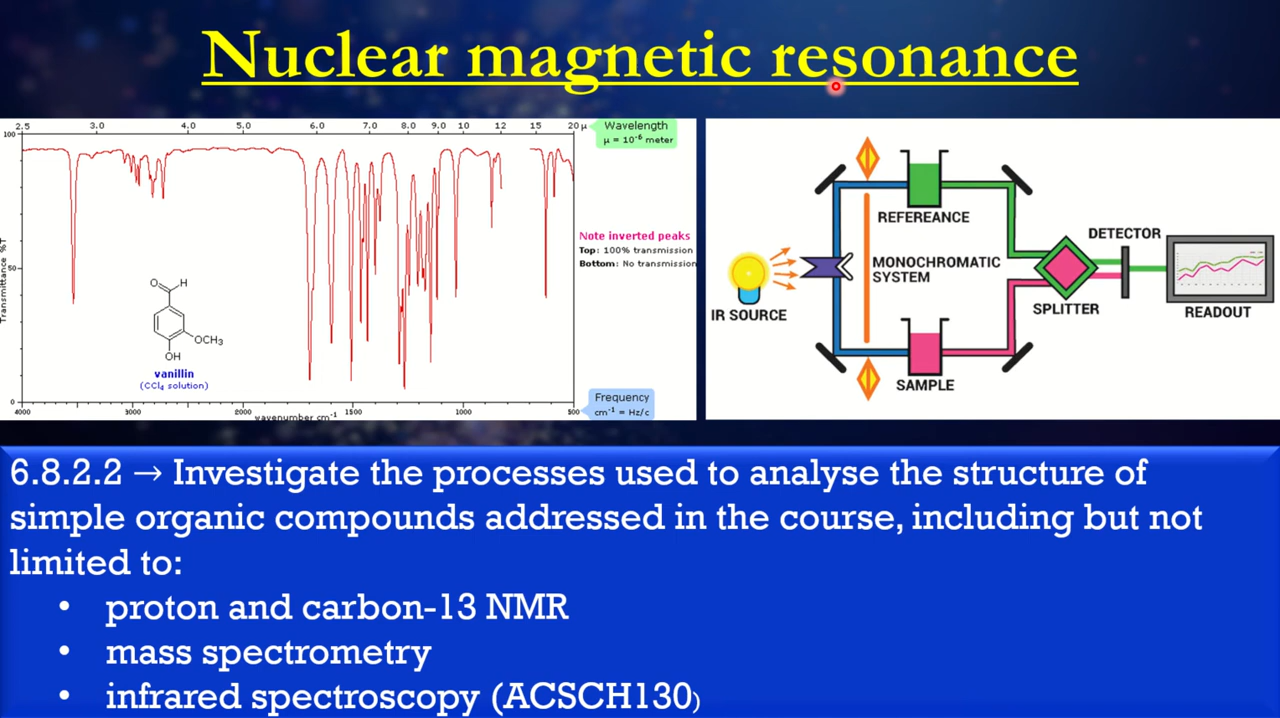 Nuclear magnetic resonance
2.5 3.0 4.0 5.0 6.0 7.0 8.0 9.0 10 12 15 20 μ
Wavelength
μ = 10⁻⁶ meter
100
50
0
Transmittance %T
Note inverted peaks
Top: 100% transmission
Bottom: No transmission
O H
OCH₃
OH
vanillin
(CCl₄ solution)
Frequency
cm⁻¹ = Hz/c
4000 3000 2000 1500 1000 500
wavenumber cm⁻¹
REFEREANCE
DETECTOR
MONOCHROMATIC
SYSTEM
IR SOURCE
SPLITTER
READOUT
SAMPLE
6.8.2.2 → Investigate the processes used to analyse the structure of
simple organic compounds addressed in the course, including but not
limited to:
• proton and carbon-13 NMR
• mass spectrometry
• infrared spectroscopy (ACSCH130)